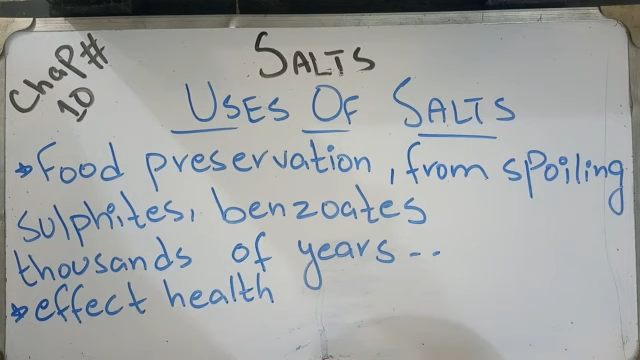 Chap#
10
SALTS
USES OF SALTS
→ Food preservation, from spoiling
sulphites, benzoates
thousands of years--
→ effect health